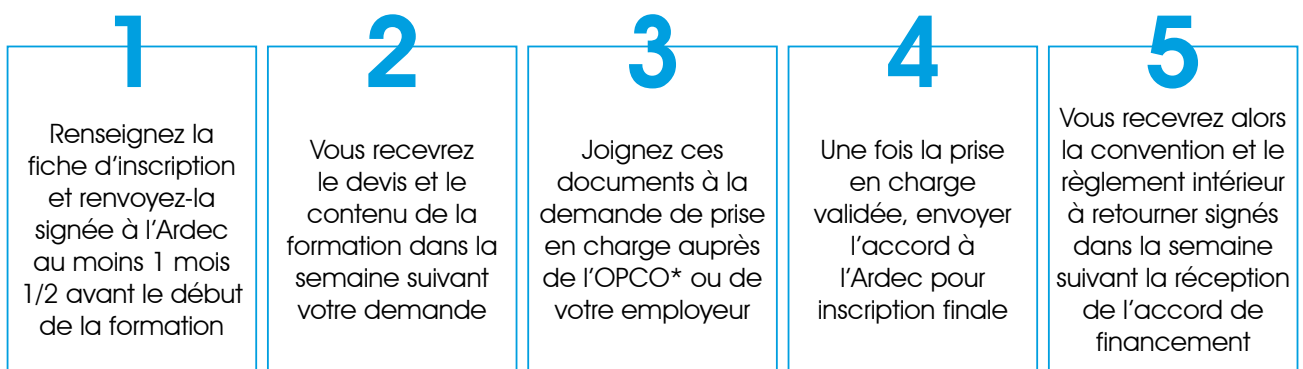 1
Renseignez la
fiche d’inscription
et renvoyez-la
signée à l’Ardec
au moins 1 mois
1/2 avant le début
de la formation
2
Vous recevrez
le devis et le
contenu de la
formation dans la
semaine suivant
votre demande
3
Joignez ces
documents à la
demande de prise
en charge auprès
de l’OPCO* ou de
votre employeur
4
Une fois la prise
en charge
validée, envoyer
l’accord à
l’Ardec pour
inscription finale
5
Vous recevrez alors
la convention et le
règlement intérieur
à retourner signés
dans la semaine
suivant la réception
de l’accord de
financement